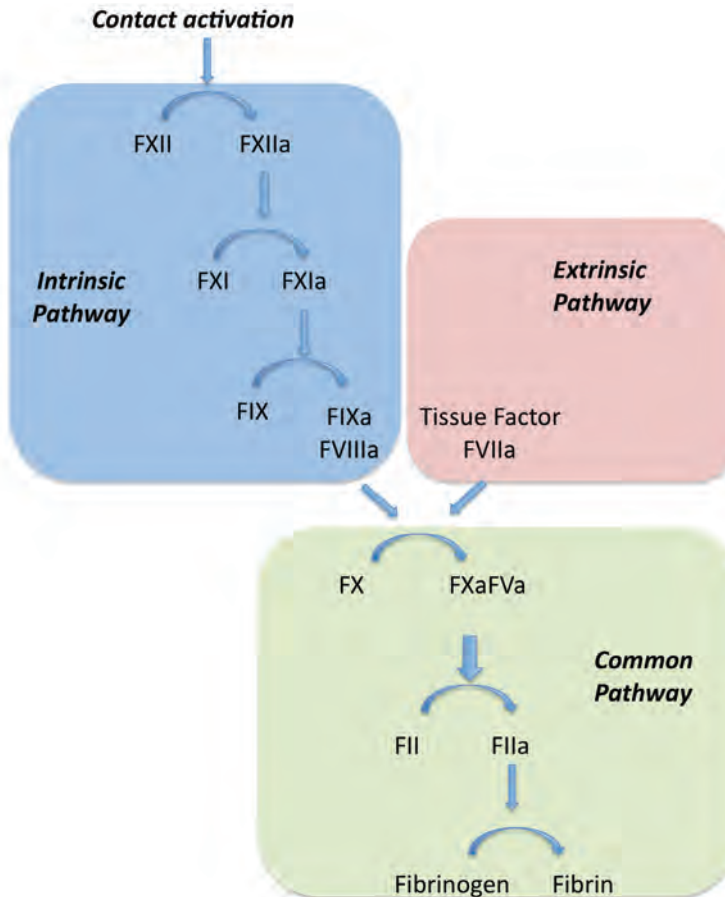 Contact activation
FXII FXIIa
Intrinsic
Pathway
FXI FXIa
Extrinsic
Pathway
FIX FIXa
FVIIIa
Tissue Factor
FVIIa
FX FXaFVa
Common
Pathway
FII FIIa
Fibrinogen Fibrin